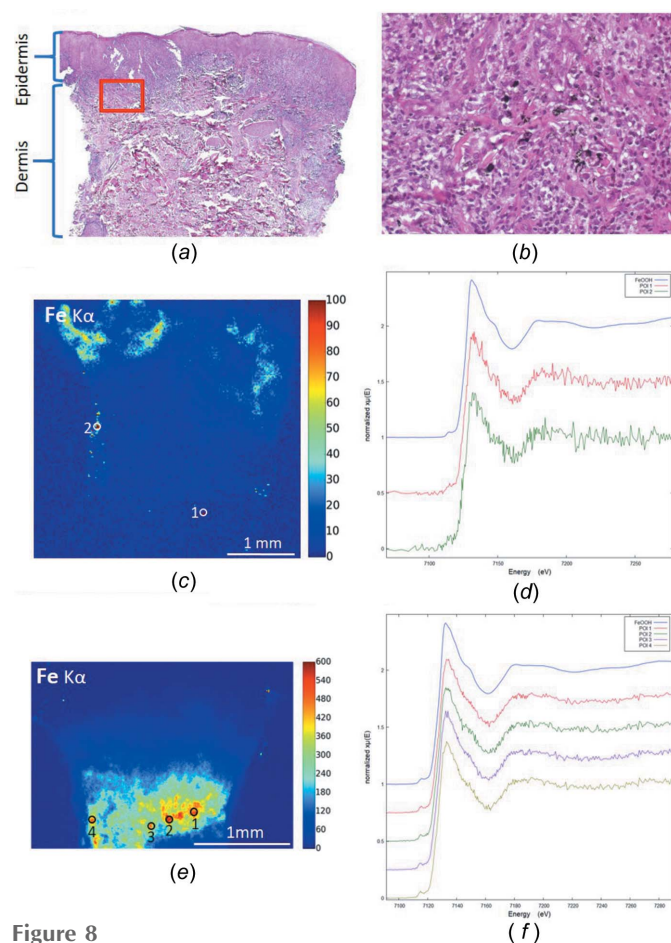 Epidermis
Dermis
(a)
(b)
Fe Kα
100
90
80
70
60
50
40
30
20
10
0
2
1
1 mm
(c)
FeOOH
POI 1
POI 2
normalized xμ(E)
2
1.5
1
0.5
0
7100 7150 7200 7250
Energy (eV)
(d)
Fe Kα
600
540
480
420
360
300
240
180
120
60
0
4 3 2 1
1mm
(e)
FeOOH
POI 1
POI 2
POI 3
POI 4
normalized xμ(E)
2
1.5
1
0.5
0
7100 7120 7140 7160 7180 7200 7220 7240 7260 7280
Energy (eV)
(f)
Figure 8